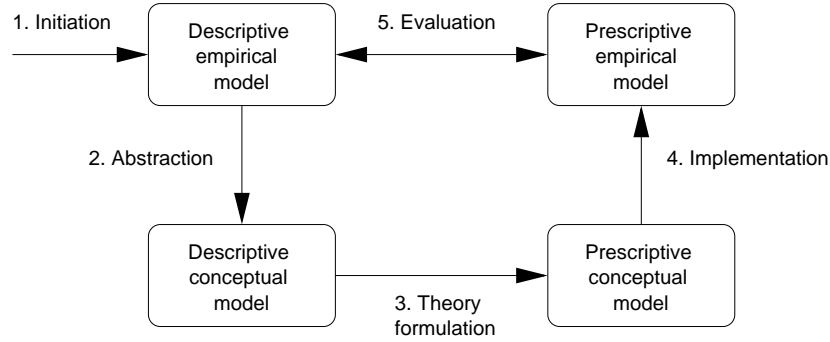 1. Initiation
Descriptive
empirical
model
5. Evaluation
Prescriptive
empirical
model
2. Abstraction
4. Implementation
Descriptive
conceptual
model
3. Theory
formulation
Prescriptive
conceptual
model